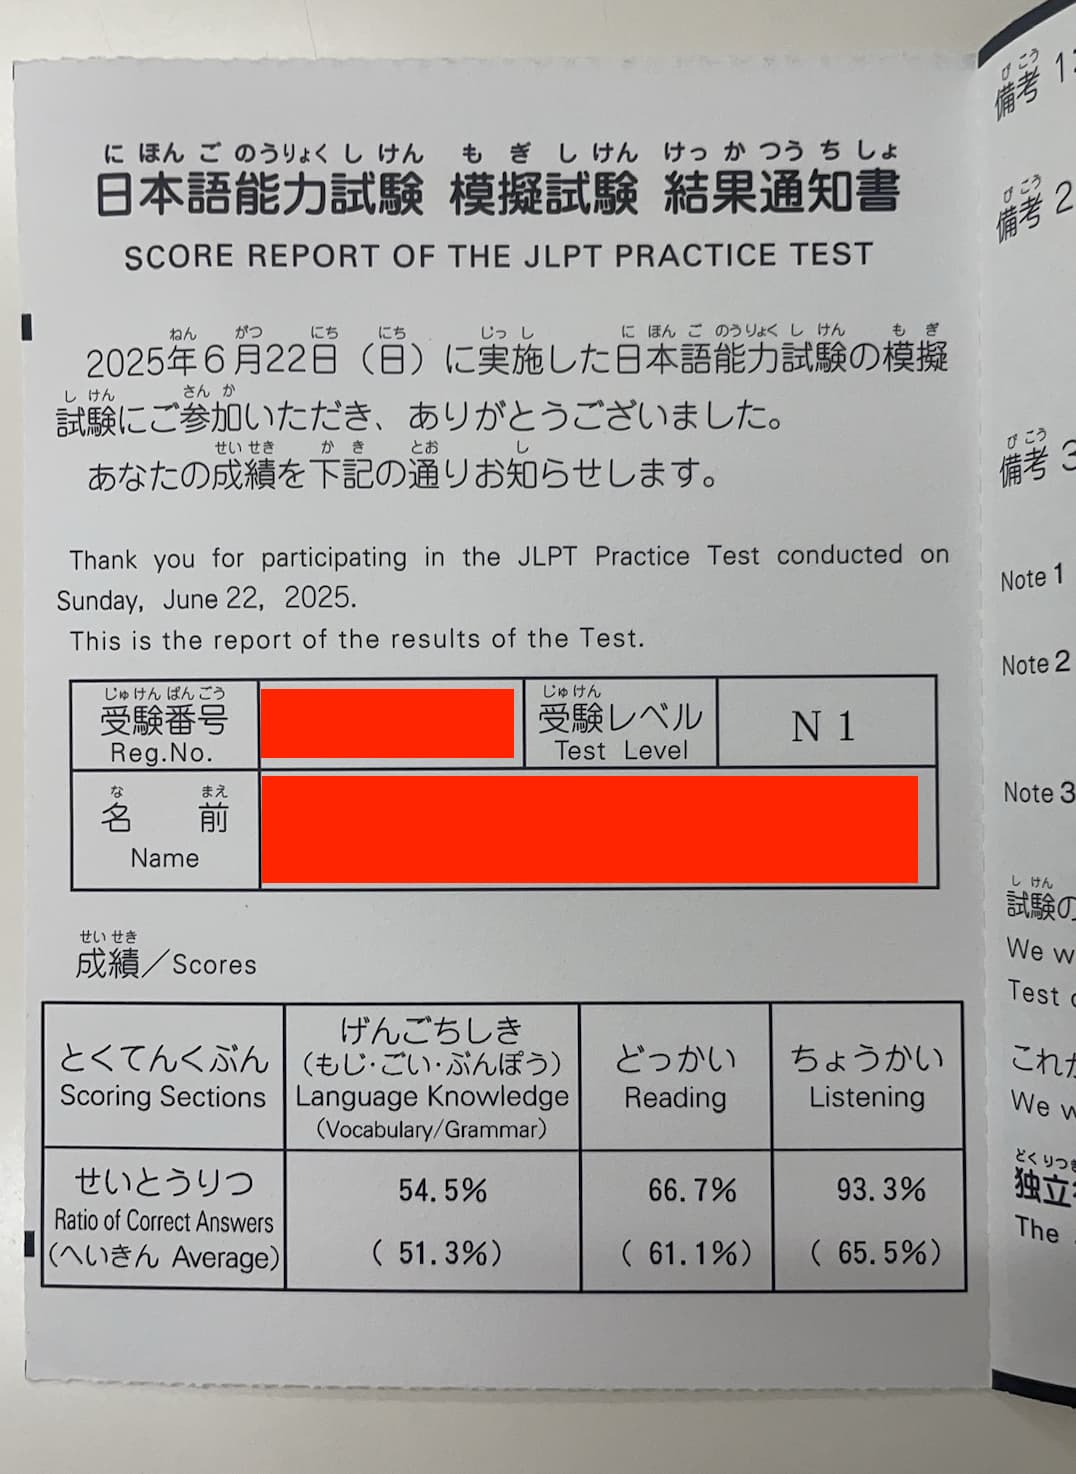 にほんごのうりょくしけん もぎしけん けっかつうちしょ
日本語能力試験 模擬試験 結果通知書
SCORE REPORT OF THE JLPT PRACTICE TEST
ねん がつ にち にち じっし にほんごのうりょくしけん もぎ
2025年6月22日（日）に実施した日本語能力試験の模擬
しけん さんか
試験にご参加いただき、ありがとうございました。
せいせき かき とお し
あなたの成績を下記の通りお知らせします。
Thank you for participating in the JLPT Practice Test conducted on
Sunday, June 22, 2025.
This is the report of the results of the Test.
じゅけんばんごう
受験番号
Reg.No.
じゅけん
受験レベル
Test Level
N1
な まえ
名 前
Name
せいせき
成績／Scores
とくてんくぶん
Scoring Sections
げんごちしき
(もじ・ごい・ぶんぽう)
Language Knowledge
(Vocabulary/Grammar)
どっかい
Reading
ちょうかい
Listening
せいとうりつ
Ratio of Correct Answers
(へいきん Average)
54.5%
( 51.3%)
66.7%
( 61.1%)
93.3%
( 65.5%)
びこう
備考 1
びこう
備考 2
びこう
備考 3
Note 1
Note 2
Note 3
しけん
試験の
We w
Test
これ
We w
どくりつ
独立
The